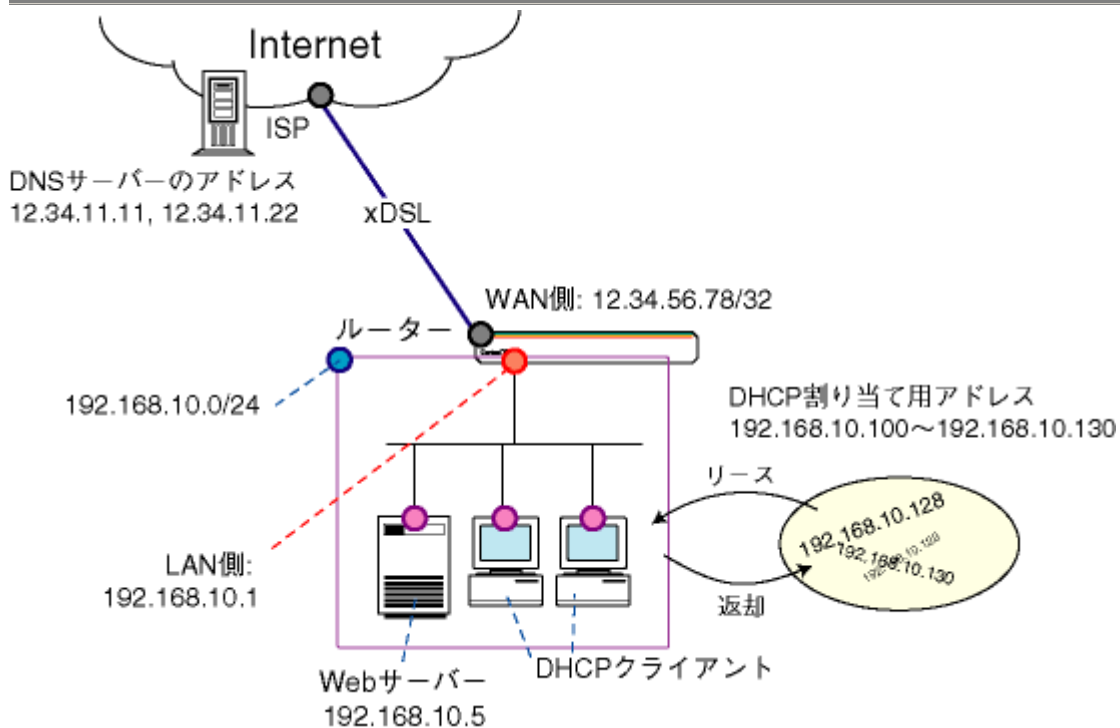 Internet
ISP
DNSサーバーのアドレス
12.34.11.11, 12.34.11.22
xDSL
WAN側: 12.34.56.78/32
ルーター
192.168.10.0/24
DHCP割り当て用アドレス
192.168.10.100〜192.168.10.130
リース
192.168.10.128
192.168.10.130
返却
LAN側:
192.168.10.1
Webサーバー
192.168.10.5
DHCPクライアント